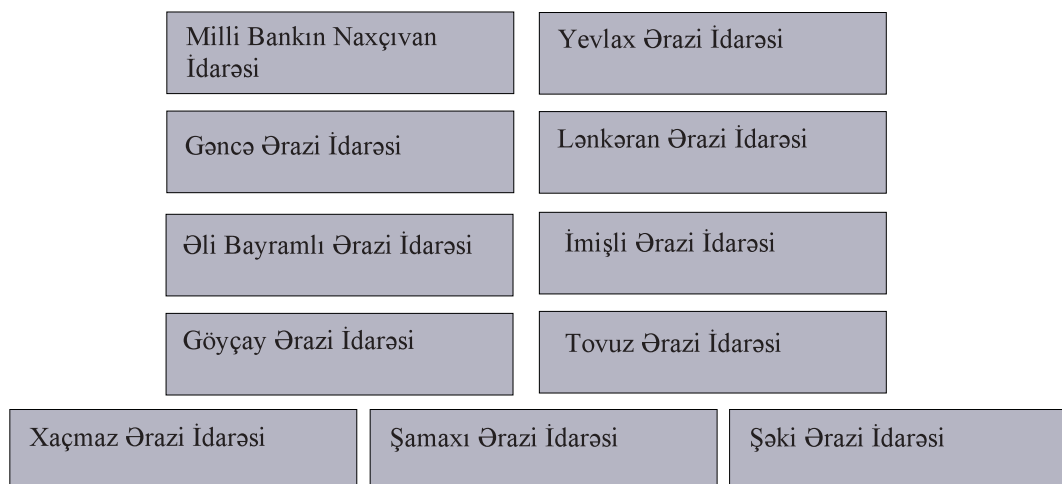 Milli Bankın Naxçıvan
İdarəsi
Yevlax Ərazi İdarəsi
Gəncə Ərazi İdarəsi
Lənkəran Ərazi İdarəsi
Əli Bayramlı Ərazi İdarəsi
İmişli Ərazi İdarəsi
Göyçay Ərazi İdarəsi
Tovuz Ərazi İdarəsi
Xaçmaz Ərazi İdarəsi
Şamaxı Ərazi İdarəsi
Şəki Ərazi İdarəsi